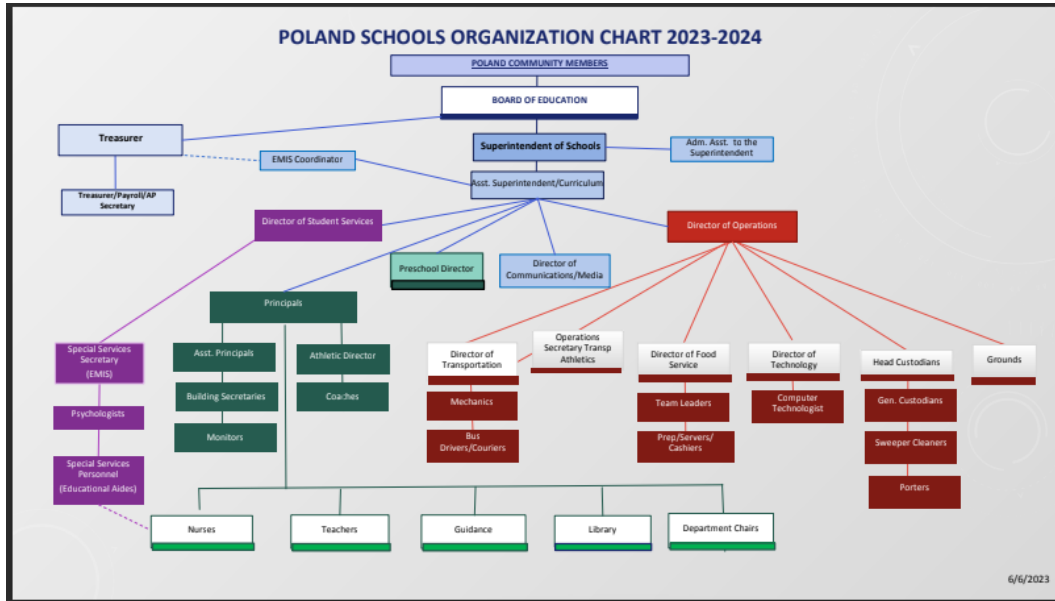 POLAND SCHOOLS ORGANIZATION CHART 2023-2024
POLAND COMMUNITY MEMBERS
BOARD OF EDUCATION
Treasurer
Superintendent of Schools
Adm. Asst. to the
Superintendent
EMIS Coordinator
Asst. Superintendent/Curriculum
Treasurer/Payroll/AP
Secretary
Director of Student Services
Director of Operations
Preschool Director
Director of
Communications/Media
Principals
Special Services
Secretary
(EMIS)
Asst. Principals
Athletic Director
Director of
Transportation
Operations
Secretary Transp
Athletics
Director of Food
Service
Director of
Technology
Head Custodians
Grounds
Building Secretaries
Coaches
Mechanics
Team Leaders
Computer
Technologist
Gen. Custodians
Psychologists
Monitors
Bus
Drivers/Couriers
Prep/Servers/
Cashiers
Sweeper Cleaners
Special Services
Personnel
(Educational Aides)
Porters
Nurses
Teachers
Guidance
Library
Department Chairs
6/6/2023